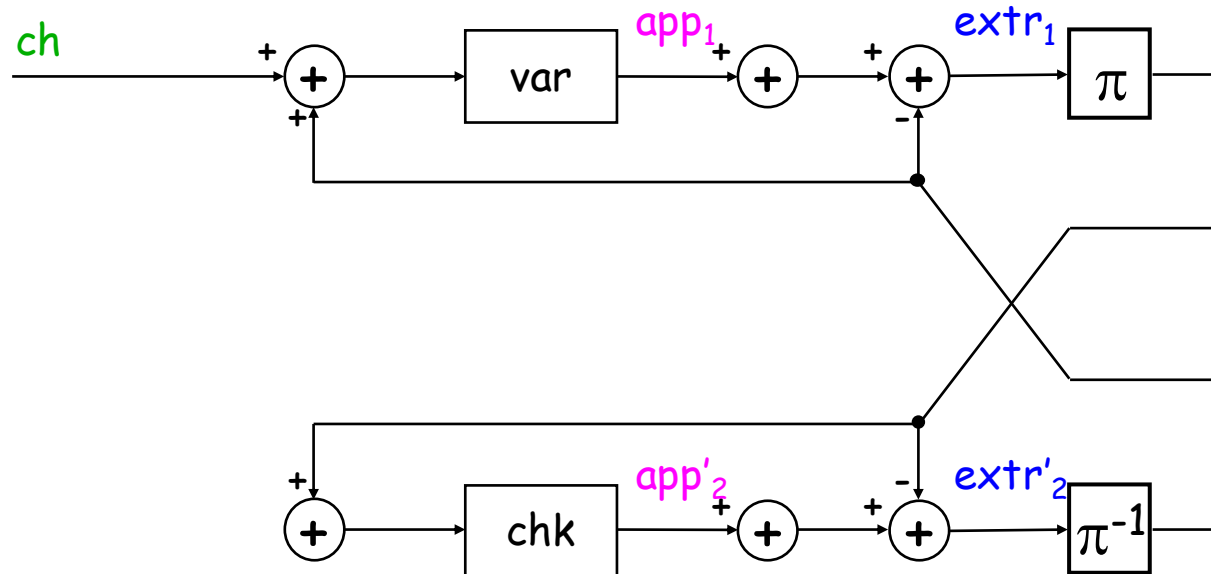 ch
app₁
extr₁
+ + var + + + + π
+ -
+ - 
app'₂
extr'₂
+ chk + + + + π⁻¹